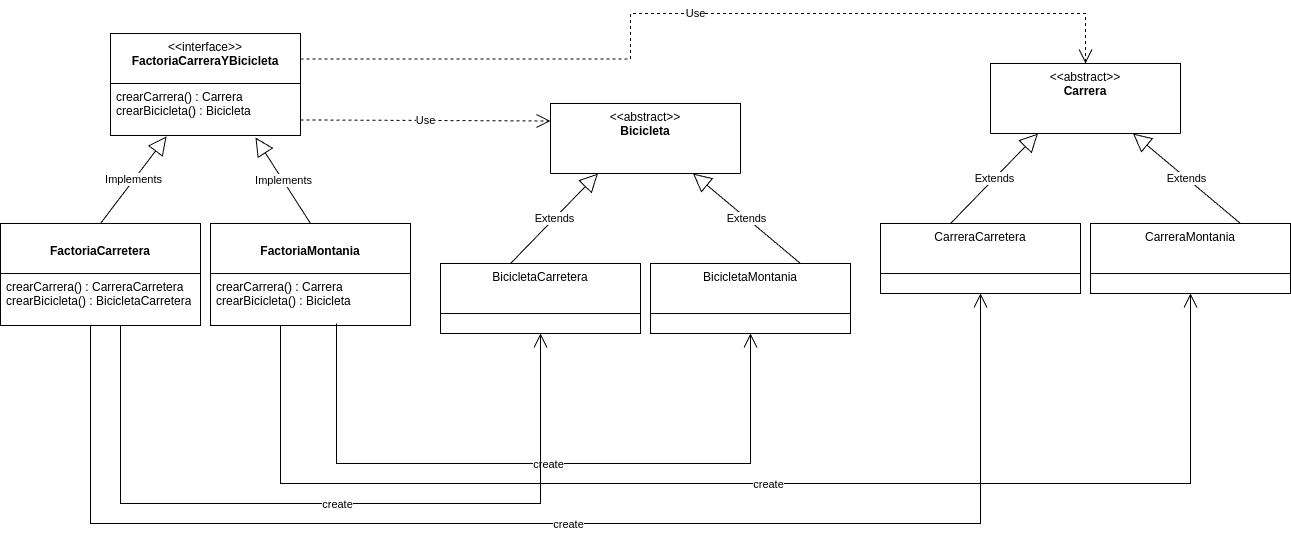 Use
<<interface>>
FactoriaCarreraYBicicleta
crearCarrera() : Carrera
crearBicicleta() : Bicicleta
<<abstract>>
Carrera
Use
<<abstract>>
Bicicleta
Implements
Implements
Extends
Extends
Extends
Extends
FactoriaCarretera
crearCarrera() : CarreraCarretera
crearBicicleta() : BicicletaCarretera
FactoriaMontania
crearCarrera() : Carrera
crearBicicleta() : Bicicleta
BicicletaCarretera
BicicletaMontania
CarreraCarretera
CarreraMontania
create
create
create
create